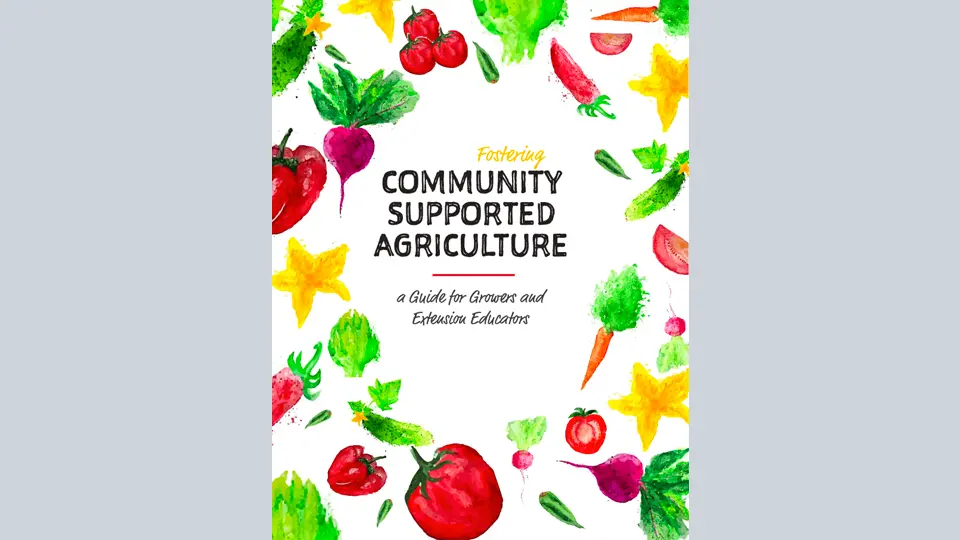 Fostering
COMMUNITY
SUPPORTED
AGRICULTURE
a Guide for Growers and
Extension Educators